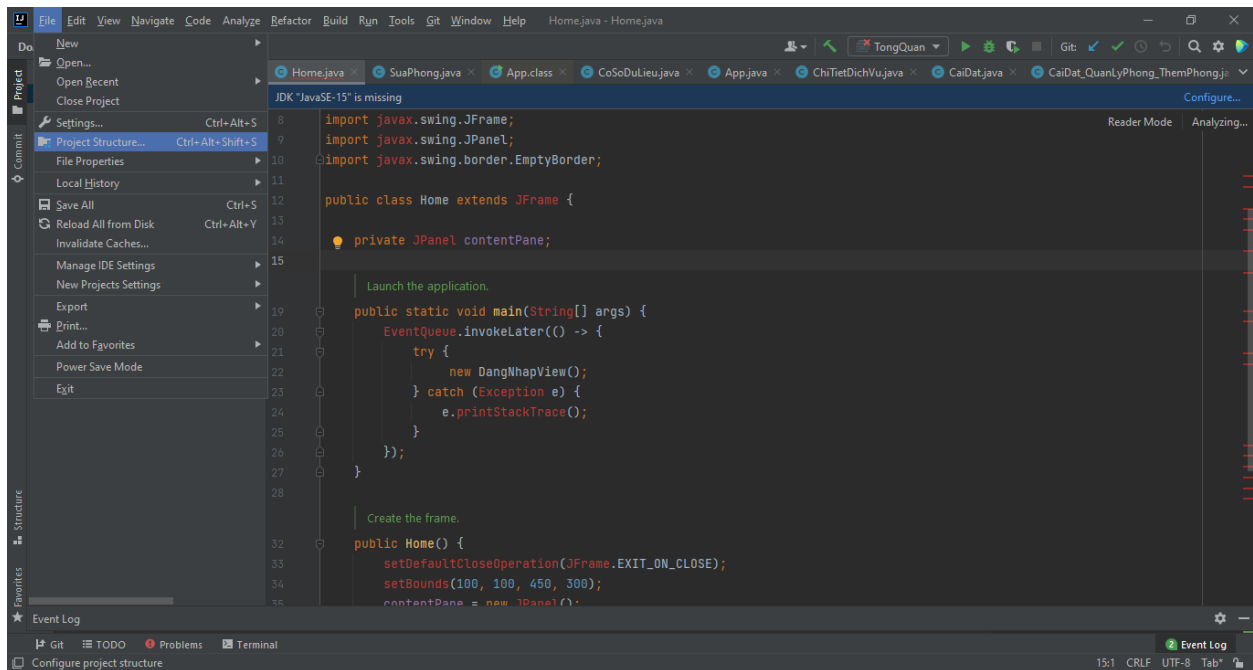 IJ File Edit View Navigate Code Analyze Refactor Build Run Tools Git Window Help Home.java - Home.java
Do
TongQuan Git:
Home.java SuaPhong.java App.class CoSoDuLieu.java App.java ChiTietDichVu.java CaiDat.java CaiDat_QuanLyPhong_ThemPhong.ja
JDK "JavaSE-15" is missing Configure...
Reader Mode Analyzing...
New
Open...
Open Recent
Close Project
Settings... Ctrl+Alt+S
Project Structure... Ctrl+Alt+Shift+S
File Properties
Local History
Save All Ctrl+S
Reload All from Disk Ctrl+Alt+Y
Invalidate Caches...
Manage IDE Settings
New Projects Settings
Export
Print...
Add to Favorites
Power Save Mode
Exit
Project
Commit
Structure
Favorites
8 import javax.swing.JFrame;
9 import javax.swing.JPanel;
10 import javax.swing.border.EmptyBorder;
11
12 public class Home extends JFrame {
13
14 private JPanel contentPane;
15
Launch the application.
19 public static void main(String[] args) {
20 EventQueue.invokeLater(() -> {
21 try {
22 new DangNhapView();
23 } catch (Exception e) {
24 e.printStackTrace();
25 }
26 });
27 }
28
Create the frame.
32 public Home() {
33 setDefaultCloseOperation(JFrame.EXIT_ON_CLOSE);
34 setBounds(100, 100, 450, 300);
35 contentPane = new JPanel();
Event Log
Git TODO Problems Terminal 2 Event Log
Configure project structure 15:1 CRLF UTF-8 Tab*